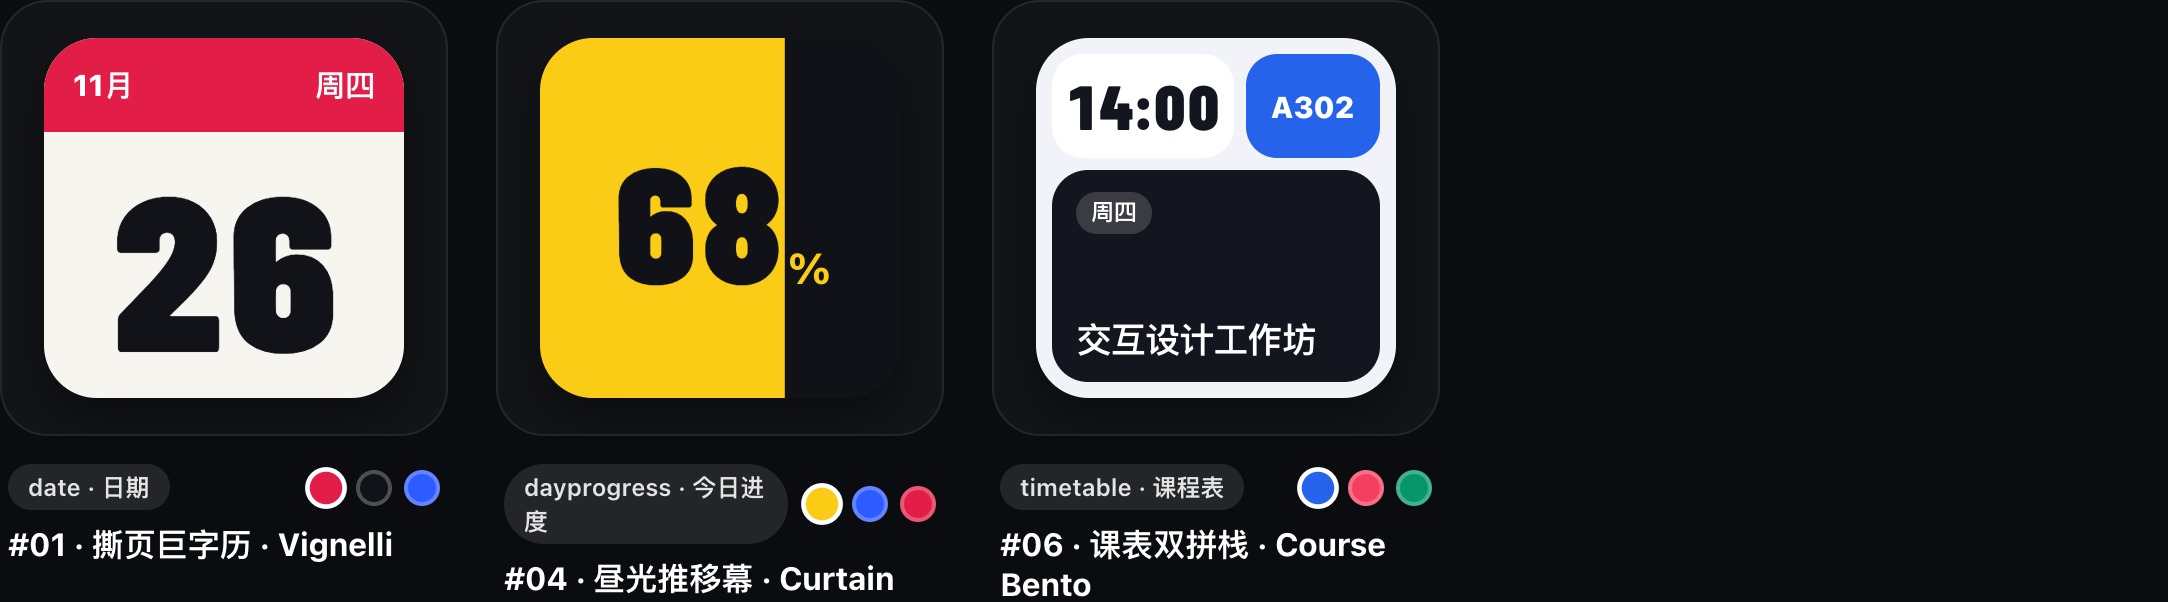 11月 周四
26
date · 日期
#01 · 撕页巨字历 · Vignelli
68%
dayprogress · 今日进
度
#04 · 昼光推移幕 · Curtain
14:00 A302
周四
交互设计工作坊
timetable · 课程表
#06 · 课表双拼栈 · Course
Bento